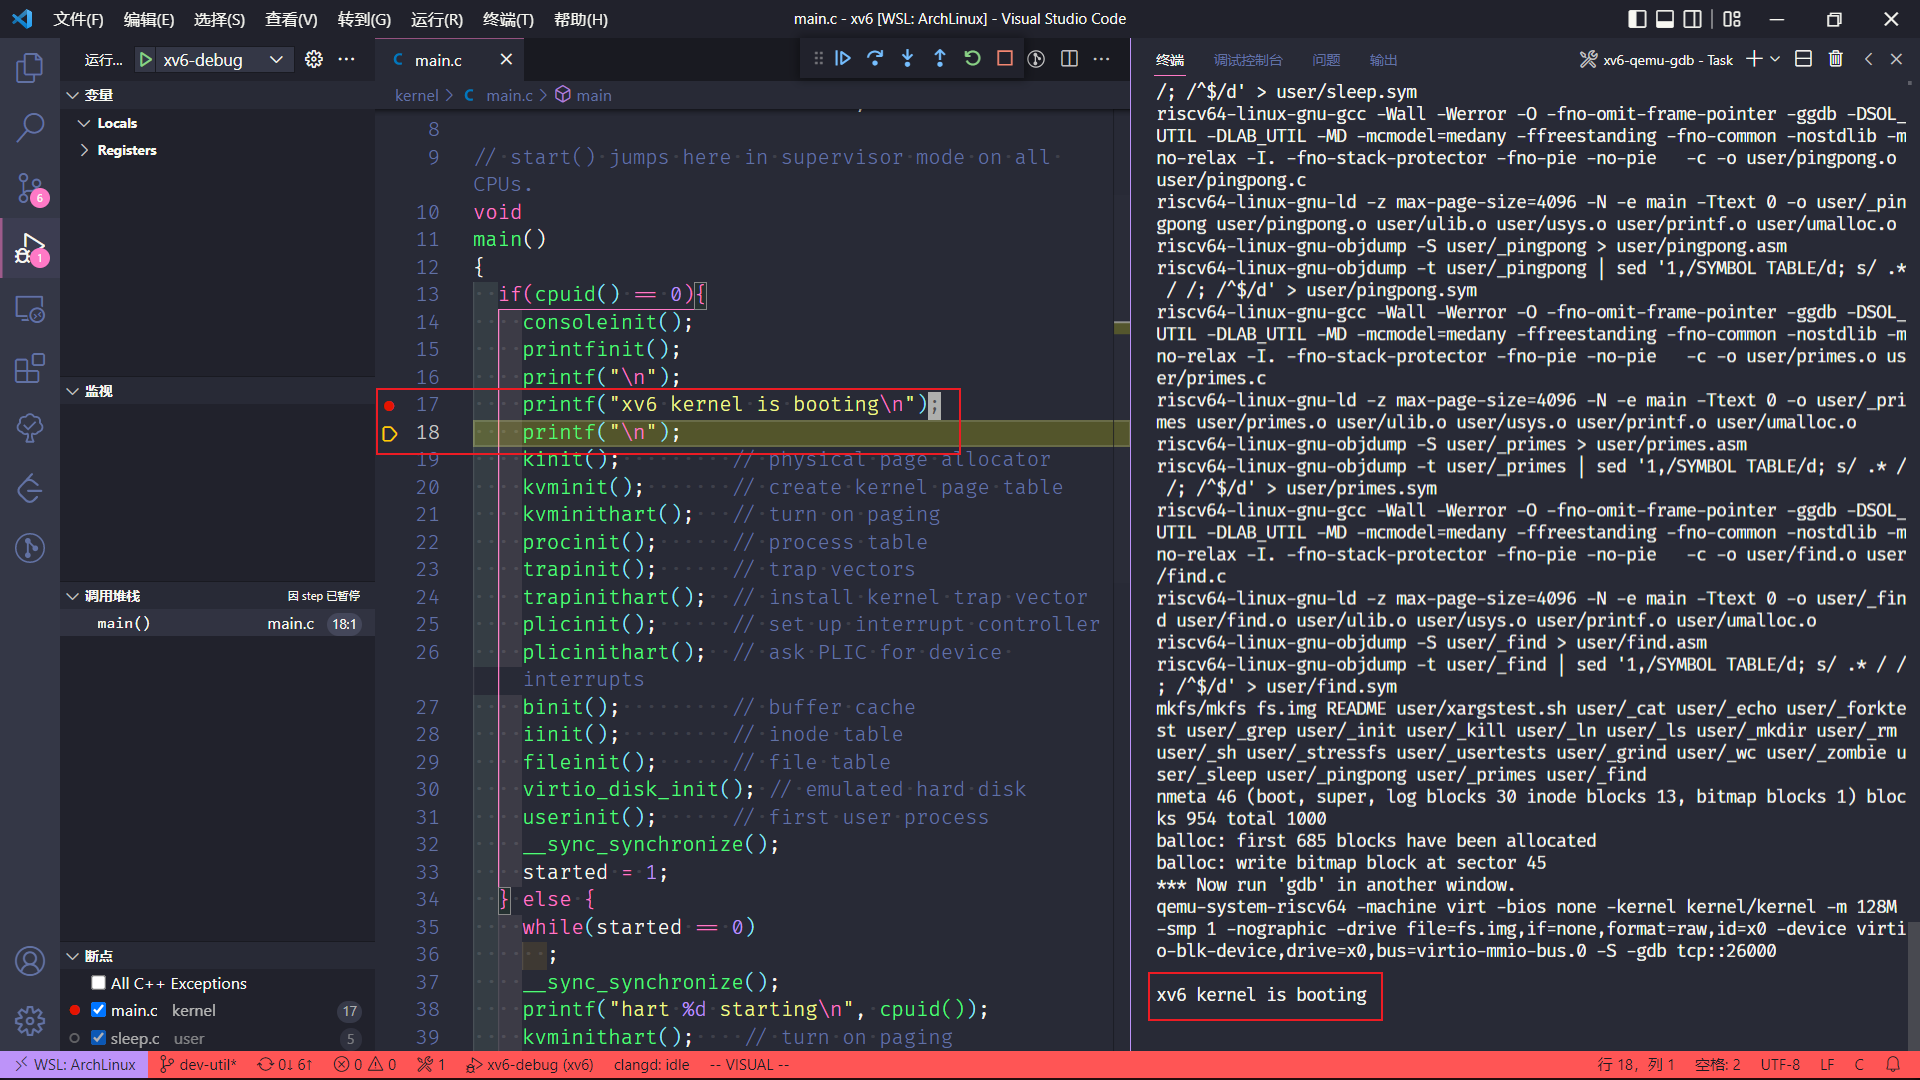 文件(F) 编辑(E) 选择(S) 查看(V) 转到(G) 运行(R) 终端(T) 帮助(H)
main.c - xv6 [WSL: ArchLinux] - Visual Studio Code
运行...
xv6-debug
变量
Locals
Registers
监视
调用堆栈
因 step 已暂停
main()
main.c
18:1
断点
All C++ Exceptions
main.c kernel 17
sleep.c user 5
6
1
main.c
kernel > C main.c > main
8
9 // start() jumps here in supervisor mode on all
CPUs.
10 void
11 main()
12 {
13 if(cpuid() == 0){
14 consoleinit();
15 printfinit();
16 printf("\n");
17 printf("xv6 kernel is booting\n");
18 printf("\n");
19 kinit(); // physical page allocator
20 kvminit(); // create kernel page table
21 kvminithart(); // turn on paging
22 procinit(); // process table
23 trapinit(); // trap vectors
24 trapinithart(); // install kernel trap vector
25 plicinit(); // set up interrupt controller
26 plicinithart(); // ask PLIC for device
interrupts
27 binit(); // buffer cache
28 iinit(); // inode table
29 fileinit(); // file table
30 virtio_disk_init(); // emulated hard disk
31 userinit(); // first user process
32 __sync_synchronize();
33 started = 1;
34 } else {
35 while(started == 0)
36 ;
37 __sync_synchronize();
38 printf("hart %d starting\n", cpuid());
39 kvminithart(); // turn on paging
终端 调试控制台 问题 输出
xv6-qemu-gdb - Task
/; /^$/d' > user/sleep.sym
riscv64-linux-gnu-gcc -Wall -Werror -O -fno-omit-frame-pointer -ggdb -DSOL_
UTIL -DLAB_UTIL -MD -mcmodel=medany -ffreestanding -fno-common -nostdlib -m
no-relax -I. -fno-stack-protector -fno-pie -no-pie   -c -o user/pingpong.o
user/pingpong.c
riscv64-linux-gnu-ld -z max-page-size=4096 -N -e main -Ttext 0 -o user/_pin
gpong user/pingpong.o user/ulib.o user/usys.o user/printf.o user/umalloc.o
riscv64-linux-gnu-objdump -S user/_pingpong > user/pingpong.asm
riscv64-linux-gnu-objdump -t user/_pingpong | sed '1,/SYMBOL TABLE/d; s/ .*
/ /; /^$/d' > user/pingpong.sym
riscv64-linux-gnu-gcc -Wall -Werror -O -fno-omit-frame-pointer -ggdb -DSOL_
UTIL -DLAB_UTIL -MD -mcmodel=medany -ffreestanding -fno-common -nostdlib -m
no-relax -I. -fno-stack-protector -fno-pie -no-pie   -c -o user/primes.o us
er/primes.c
riscv64-linux-gnu-ld -z max-page-size=4096 -N -e main -Ttext 0 -o user/_pri
mes user/primes.o user/ulib.o user/usys.o user/printf.o user/umalloc.o
riscv64-linux-gnu-objdump -S user/_primes > user/primes.asm
riscv64-linux-gnu-objdump -t user/_primes | sed '1,/SYMBOL TABLE/d; s/ .* /
/; /^$/d' > user/primes.sym
riscv64-linux-gnu-gcc -Wall -Werror -O -fno-omit-frame-pointer -ggdb -DSOL_
UTIL -DLAB_UTIL -MD -mcmodel=medany -ffreestanding -fno-common -nostdlib -m
no-relax -I. -fno-stack-protector -fno-pie -no-pie   -c -o user/find.o user
/find.c
riscv64-linux-gnu-ld -z max-page-size=4096 -N -e main -Ttext 0 -o user/_fin
d user/find.o user/ulib.o user/usys.o user/printf.o user/umalloc.o
riscv64-linux-gnu-objdump -S user/_find > user/find.asm
riscv64-linux-gnu-objdump -t user/_find | sed '1,/SYMBOL TABLE/d; s/ .* / /
; /^$/d' > user/find.sym
mkfs/mkfs fs.img README user/xargstest.sh user/_cat user/_echo user/_forkte
st user/_grep user/_init user/_kill user/_ln user/_ls user/_mkdir user/_rm
user/_sh user/_stressfs user/_usertests user/_grind user/_wc user/_zombie u
ser/_sleep user/_pingpong user/_primes user/_find
nmeta 46 (boot, super, log blocks 30 inode blocks 13, bitmap blocks 1) bloc
ks 954 total 1000
balloc: first 685 blocks have been allocated
balloc: write bitmap block at sector 45
*** Now run 'gdb' in another window.
qemu-system-riscv64 -machine virt -bios none -kernel kernel/kernel -m 128M
-smp 1 -nographic -drive file=fs.img,if=none,format=raw,id=x0 -device virti
o-blk-device,drive=x0,bus=virtio-mmio-bus.0 -S -gdb tcp::26000
xv6 kernel is booting
WSL: ArchLinux dev-util* 0↓ 6↑ 0 0 1 xv6-debug (xv6) clangd: idle -- VISUAL -- 行 18，列 1 空格: 2 UTF-8 LF C